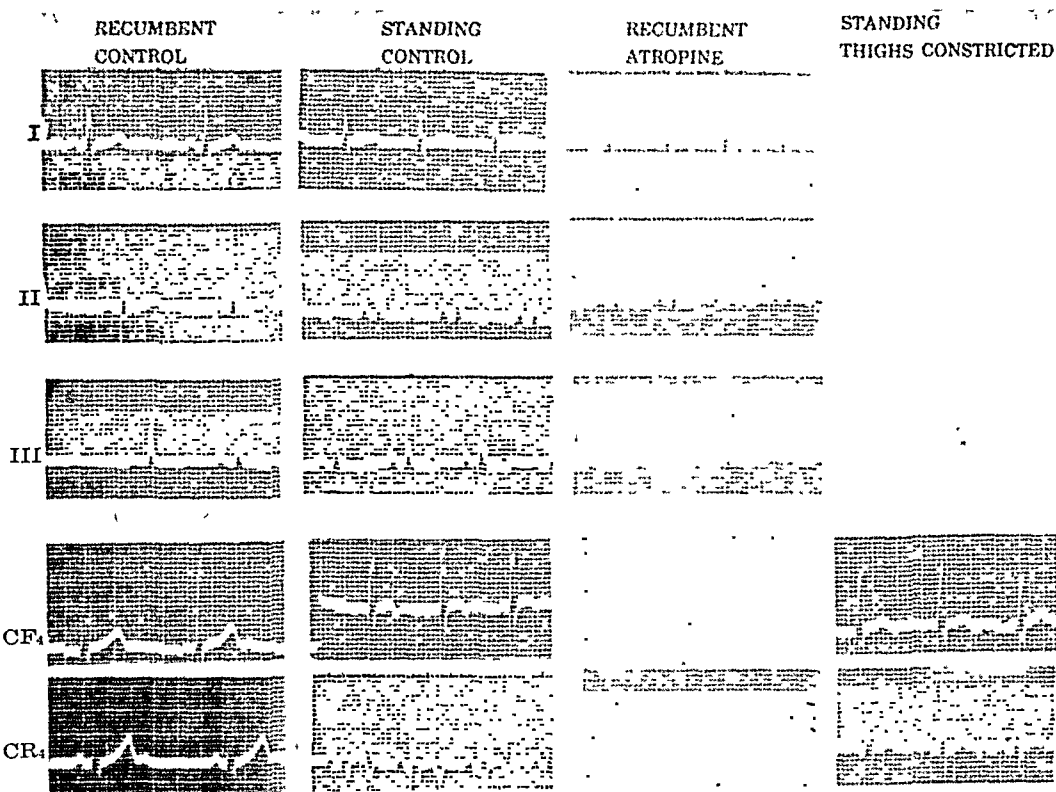 RECUMBENT
CONTROL
STANDING
CONTROL
RECUMBENT
ATROPINE
STANDING
THIGHS CONSTRICTED
I
II
III
CF₄
CR₄